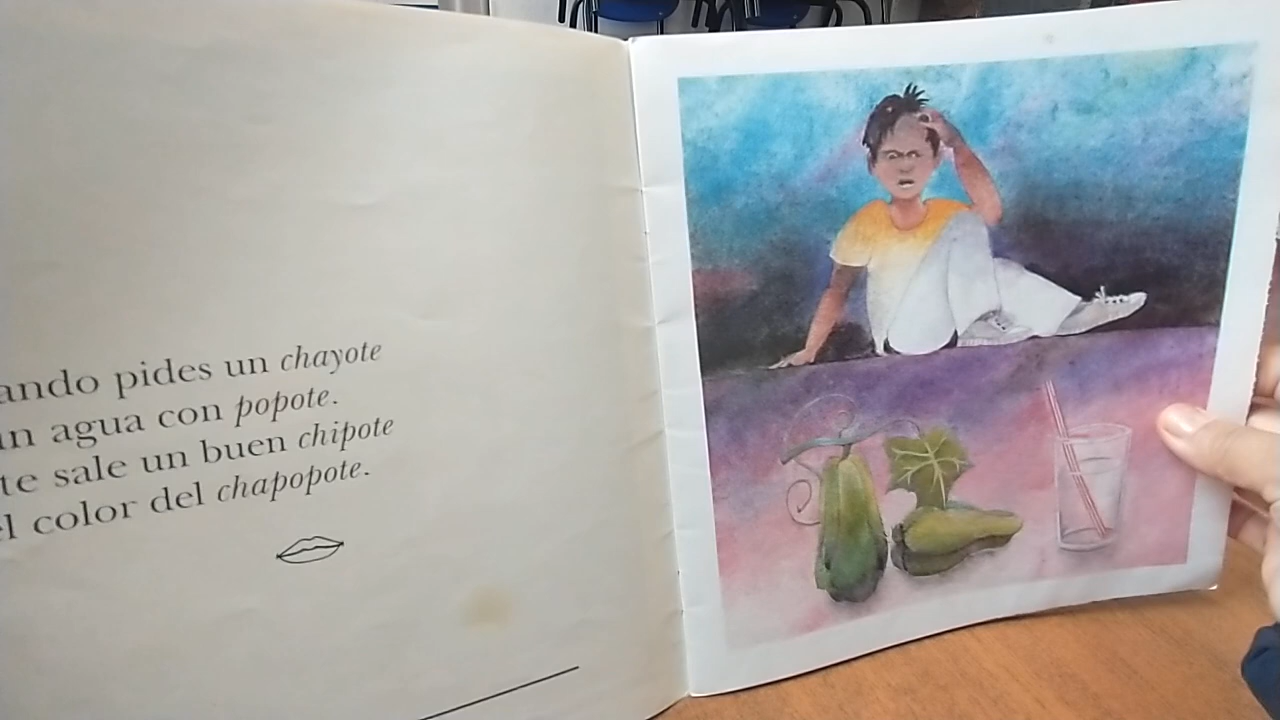 ando pides un chayote
un agua con popote.
te sale un buen chipote
el color del chapopote.